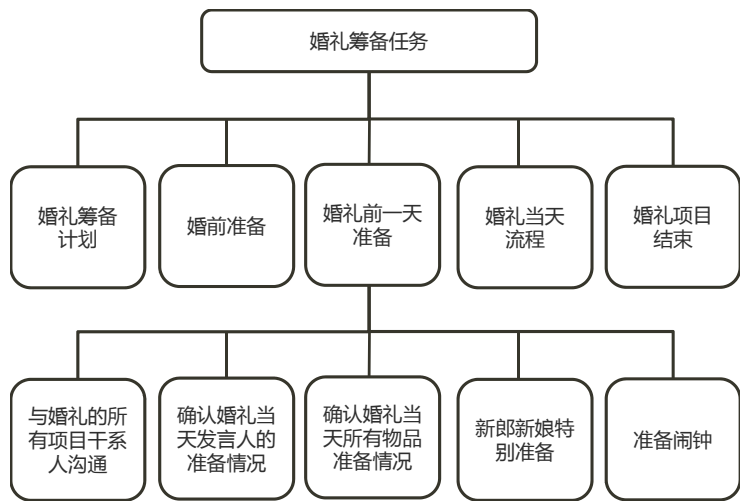 婚礼筹备任务
婚礼筹备
计划
婚前准备
婚礼前一天
准备
婚礼当天
流程
婚礼项目
结束
与婚礼的所
有项目干系
人沟通
确认婚礼当
天发言人的
准备情况
确认婚礼当
天所有物品
准备情况
新郎新娘特
别准备
准备闹钟